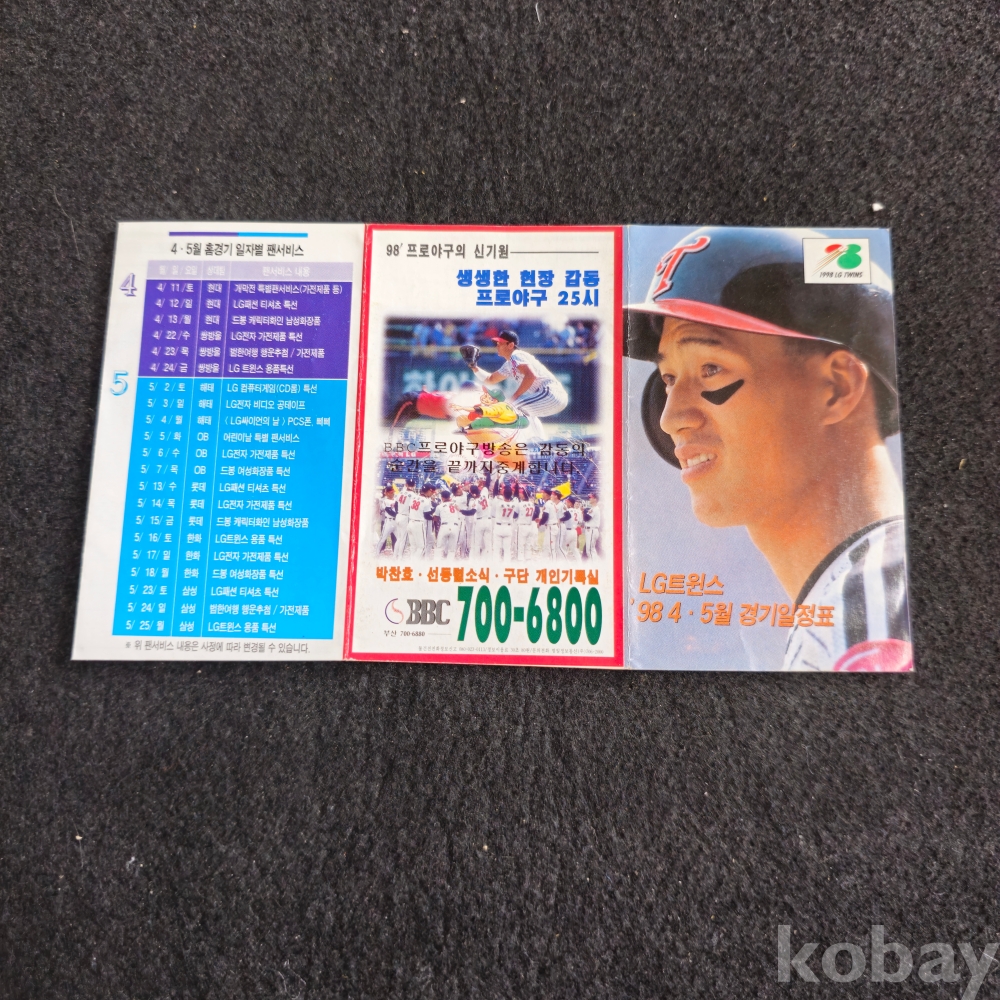 4 · 5월 홈경기 일자별 팬서비스
4
월 일 요일 상대팀 팬서비스 내용
4/ 11/토 현대 개막전 특별팬서비스(가전제품 등)
4/ 12/일 현대 LG패션 티셔츠 특선
4/ 13/월 현대 드봉 캐릭터화인 남성화장품
4/ 22/수 쌍방울 LG전자 가전제품 특선
4/ 23/목 쌍방울 범한여행 행운추첨 / 가전제품
4/ 24/금 쌍방울 LG 트윈스 용품특선
5
5/ 2/토 해태 LG 컴퓨터게임(CD롬) 특선
5/ 3/일 해태 LG전자 비디오 공테이프
5/ 4/월 해태 〈LG싸이언의 날〉PCS폰, 삐삐
5/ 5/화 OB 어린이날 특별 팬서비스
5/ 6/수 OB LG전자 가전제품 특선
5/ 7/목 OB 드봉 여성화장품 특선
5/ 13/수 롯데 LG패션 티셔츠 특선
5/ 14/목 롯데 LG전자 가전제품 특선
5/ 15/금 롯데 드봉 캐릭터화인 남성화장품
5/ 16/토 한화 LG트윈스 용품 특선
5/ 17/일 한화 LG전자 가전제품 특선
5/ 18/월 한화 드봉 여성화장품 특선
5/ 23/토 삼성 LG패션 티셔츠 특선
5/ 24/일 삼성 범한여행 행운추첨 / 가전제품
5/ 25/월 삼성 LG트윈스 용품 특선
※ 위 팬서비스 내용은 사정에 따라 변경될 수 있습니다.
98' 프로야구의 신기원
생생한 현장 감동
프로야구 25시
BBC프로야구방송은 감동의
순간을 끝까지중계합니다.
박찬호 · 선동렬소식 · 구단 개인기록실
BBC 700-6800
부산 700-6880
1998 LG TWINS
LG트윈스
'98 4 · 5월 경기일정표
kobay